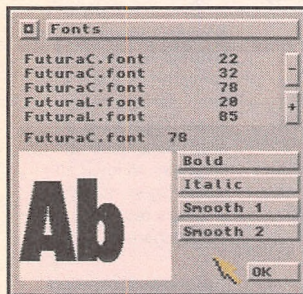 Fonts
FuturaC.font 22
FuturaC.font 32
FuturaC.font 78
FuturaL.font 20
FuturaL.font 85
FuturaC.font 78
Ab
Bold
Italic
Smooth 1
Smooth 2
OK